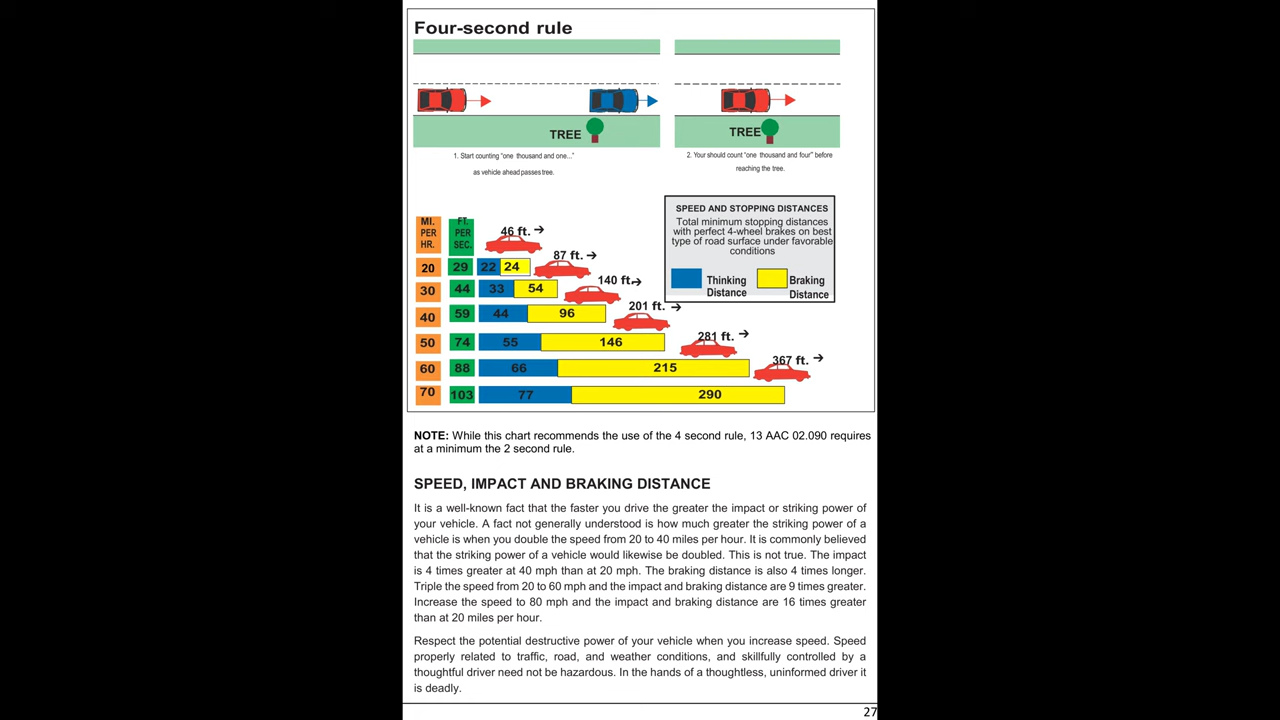 Four-second rule
TREE
TREE
1. Start counting "one thousand and one..."
as vehicle ahead passes tree.
2. Your should count "one thousand and four" before
reaching the tree.
SPEED AND STOPPING DISTANCES
Total minimum stopping distances
with perfect 4-wheel brakes on best
type of road surface under favorable
conditions
Thinking
Distance
Braking
Distance
MI.
PER
HR.
FT.
PER
SEC.
46 ft.
20 29 22 24 87 ft.
30 44 33 54 140 ft.
40 59 44 96 201 ft.
50 74 55 146 281 ft.
60 88 66 215 367 ft.
70 103 77 290
NOTE: While this chart recommends the use of the 4 second rule, 13 AAC 02.090 requires
at a minimum the 2 second rule.
SPEED, IMPACT AND BRAKING DISTANCE
It is a well-known fact that the faster you drive the greater the impact or striking power of
your vehicle. A fact not generally understood is how much greater the striking power of a
vehicle is when you double the speed from 20 to 40 miles per hour. It is commonly believed
that the striking power of a vehicle would likewise be doubled. This is not true. The impact
is 4 times greater at 40 mph than at 20 mph. The braking distance is also 4 times longer.
Triple the speed from 20 to 60 mph and the impact and braking distance are 9 times greater.
Increase the speed to 80 mph and the impact and braking distance are 16 times greater
than at 20 miles per hour.
Respect the potential destructive power of your vehicle when you increase speed. Speed
properly related to traffic, road, and weather conditions, and skillfully controlled by a
thoughtful driver need not be hazardous. In the hands of a thoughtless, uninformed driver it
is deadly.
27